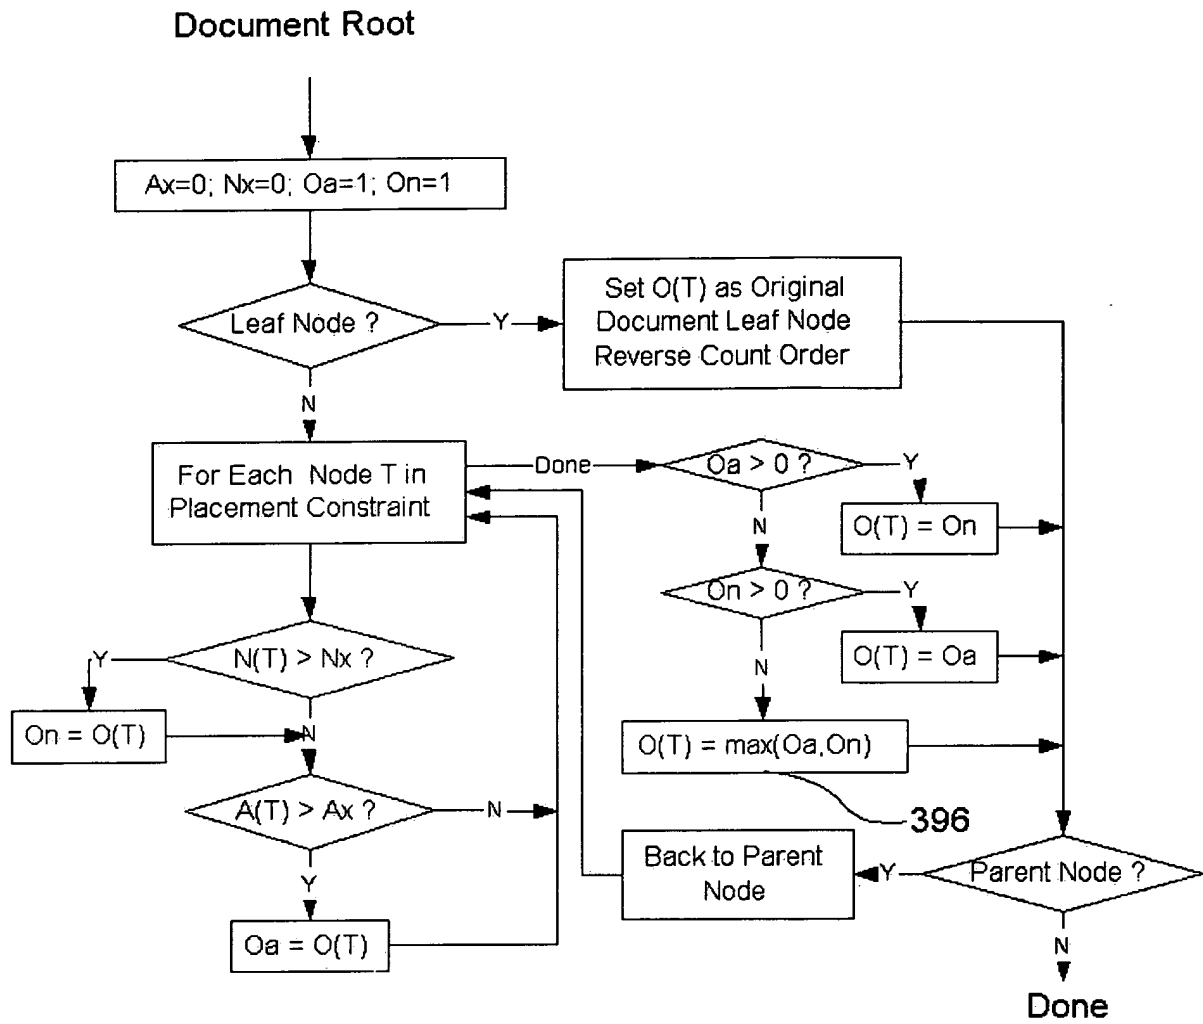 Document Root
Ax=0; Nx=0; Oa=1; On=1
Leaf Node ?
Y
Set O(T) as Original
Document Leaf Node
Reverse Count Order
N
For Each Node T in
Placement Constraint
Done
Oa > 0 ?
Y
O(T) = On
N
On > 0 ?
Y
O(T) = Oa
N
O(T) = max(Oa,On)
396
N(T) > Nx ?
Y
On = O(T)
N
A(T) > Ax ?
N
Y
Oa = O(T)
Back to Parent
Node
Y
Parent Node ?
N
Done